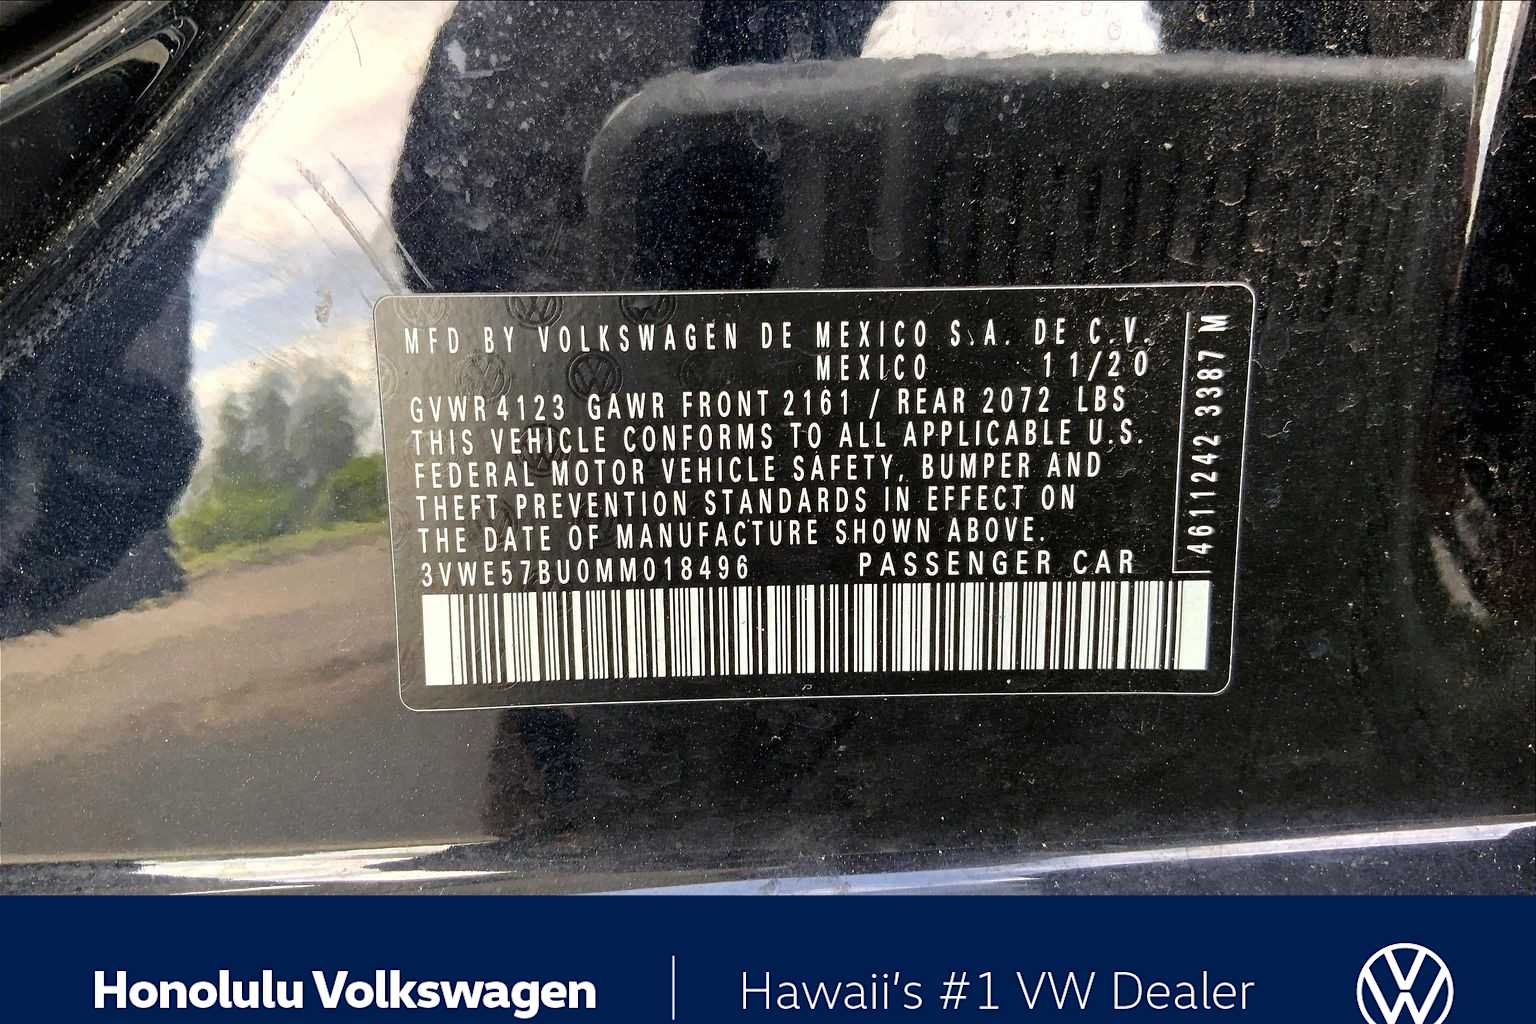 MFD BY VOLKSWAGEN DE MEXICO S.A. DE C.V.
MEXICO 11/20
GVWR 4123 GAWR FRONT 2161 / REAR 2072 LBS
THIS VEHICLE CONFORMS TO ALL APPLICABLE U.S.
FEDERAL MOTOR VEHICLE SAFETY, BUMPER AND
THEFT PREVENTION STANDARDS IN EFFECT ON
THE DATE OF MANUFACTURE SHOWN ABOVE.
3VWE57BU0MM018496 PASSENGER CAR
4611242 3387 M
Honolulu Volkswagen | Hawaii's #1 VW Dealer